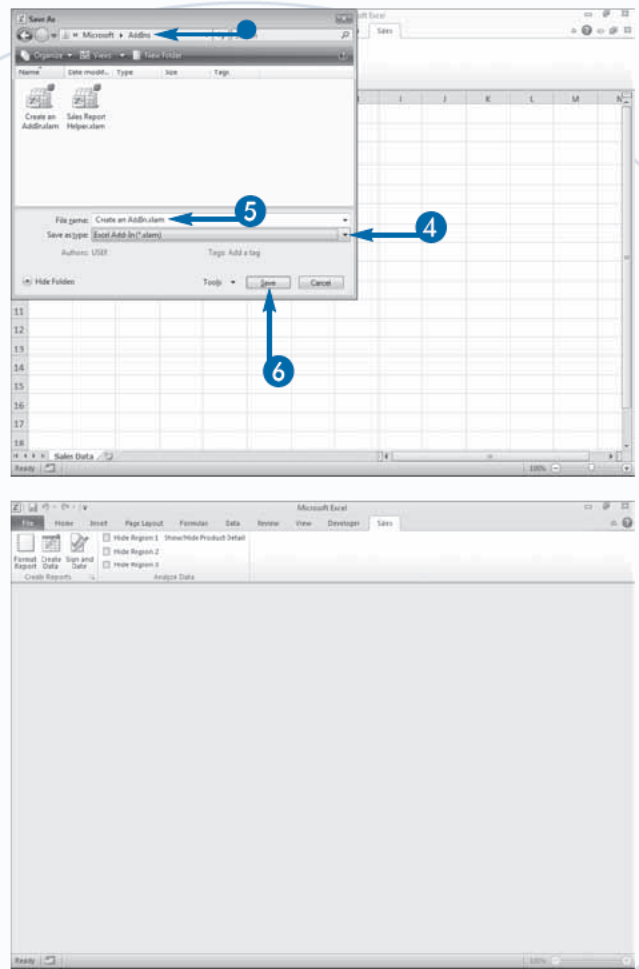 Save As
Microsoft ▸ AddIns
Organize Views New Folder
Name Date modif... Type Size Tags
Create an AddIn.xlam
Sales Report Helper.xlam
File name: Create an AddIn.xlam
5
Save as type: Excel Add-In (*.xlam)
4
Authors: USER Tags: Add a tag
Hide Folders Tools Save Cancel
6
Sales
I J K L M N
11
12
13
14
15
16
17
18
Sales Data
Ready 100%
Microsoft Excel
File Home Insert Page Layout Formulas Data Review View Developer Sales
Format Report
Create Data
Sign and Date
Hide Region 1 Show/Hide Product Detail
Hide Region 2
Hide Region 3
Create Reports Analyze Data
Ready 100%